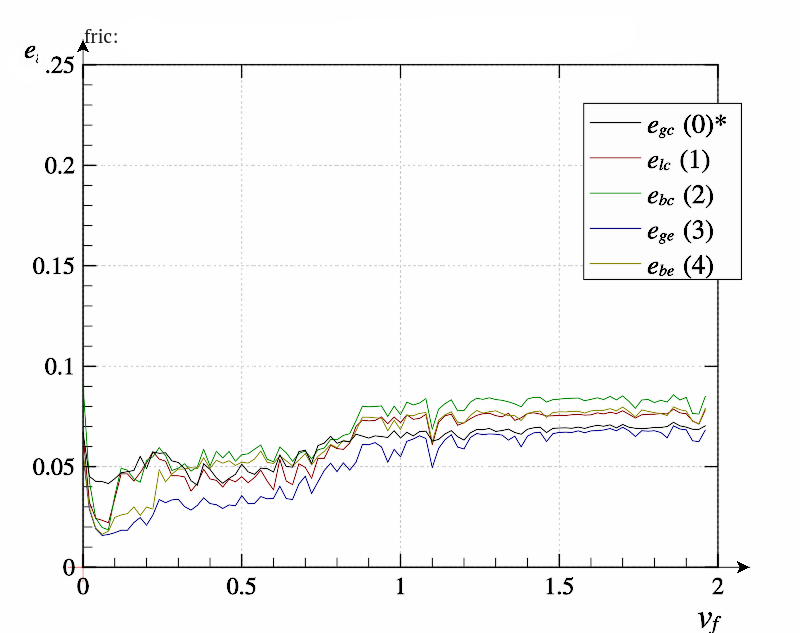 fric:
e
.25
0.2
0.15
0.1
0.05
0
0 0.5 1 1.5 2
v_f
e_gc (0)*
e_lc (1)
e_bc (2)
e_ge (3)
e_be (4)